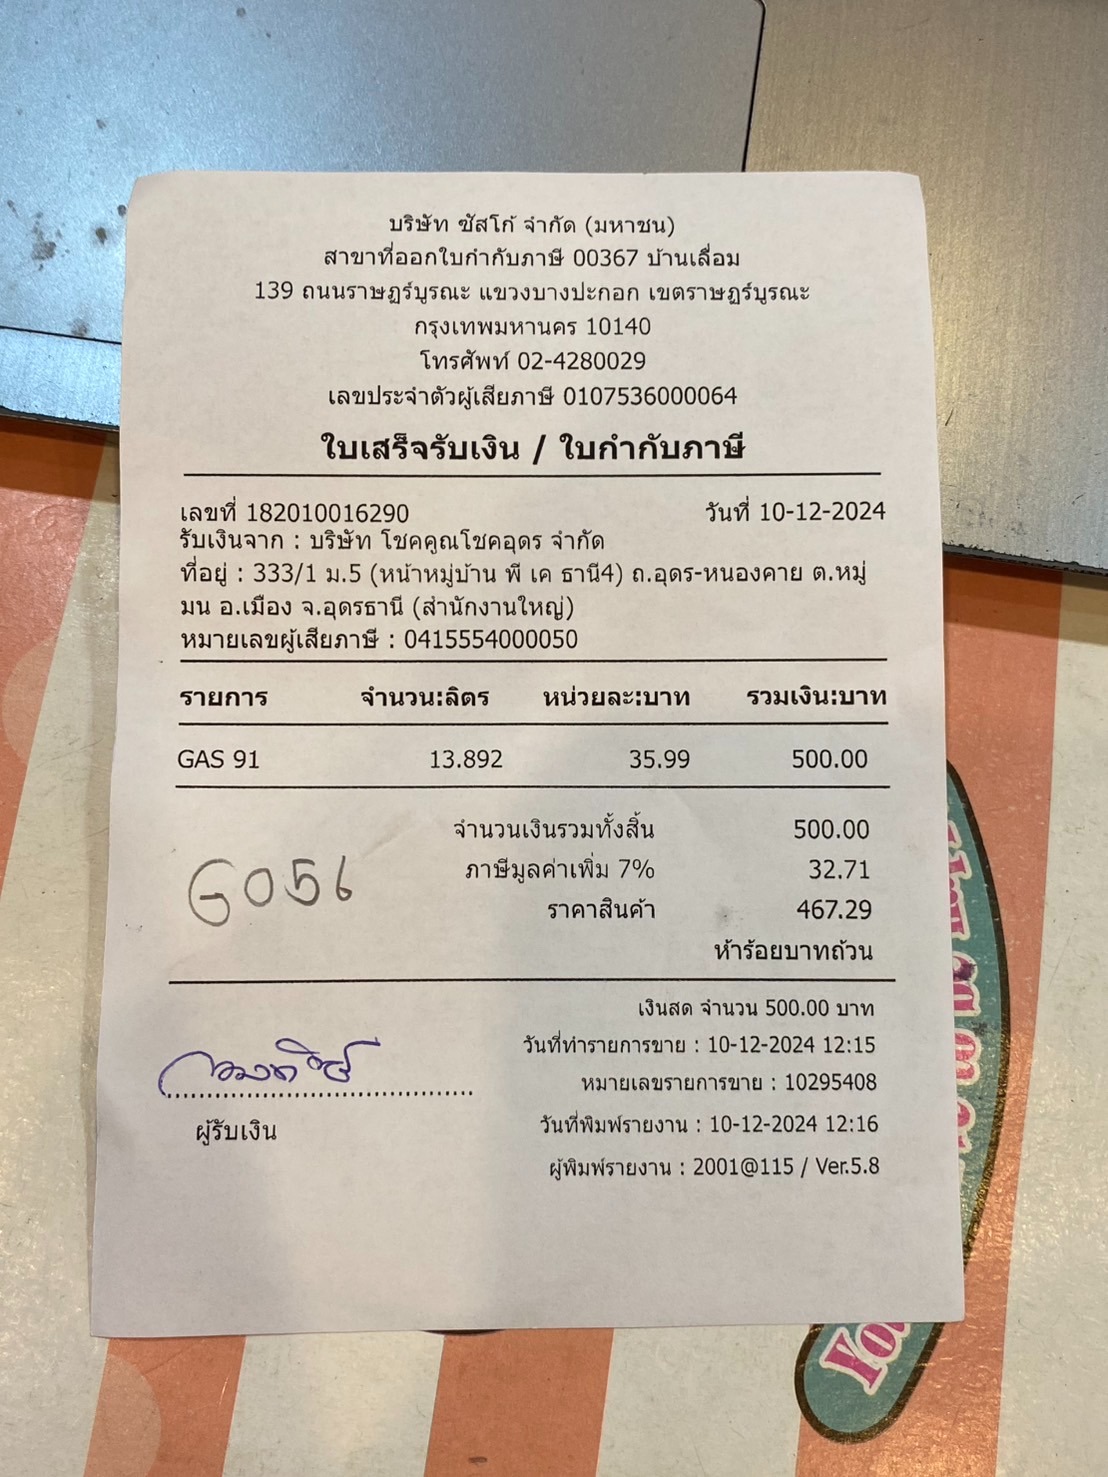 บริษัท ซัสโก้ จำกัด (มหาชน)
สาขาที่ออกใบกำกับภาษี 00367 บ้านเลื่อม
139 ถนนราษฏร์บูรณะ แขวงบางปะกอก เขตราษฏร์บูรณะ
กรุงเทพมหานคร 10140
โทรศัพท์ 02-4280029
เลขประจำตัวผู้เสียภาษี 0107536000064
ใบเสร็จรับเงิน / ใบกำกับภาษี
เลขที่ 182010016290 วันที่ 10-12-2024
รับเงินจาก : บริษัท โชคคูณโชคอุดร จำกัด
ที่อยู่ : 333/1 ม.5 (หน้าหมู่บ้าน พี เค ธานี4) ถ.อุดร-หนองคาย ต.หมู่
มน อ.เมือง จ.อุดรธานี (สำนักงานใหญ่)
หมายเลขผู้เสียภาษี : 0415554000050
รายการ จำนวน:ลิตร หน่วยละ:บาท รวมเงิน:บาท
GAS 91 13.892 35.99 500.00
จำนวนเงินรวมทั้งสิ้น 500.00
ภาษีมูลค่าเพิ่ม 7% 32.71
G056
ราคาสินค้า 467.29
ห้าร้อยบาทถ้วน
เงินสด จำนวน 500.00 บาท
วันที่ทำรายการขาย : 10-12-2024 12:15
หมายเลขรายการขาย : 10295408
วันที่พิมพ์รายงาน : 10-12-2024 12:16
ผู้รับเงิน
ผู้พิมพ์รายงาน : 2001@115 / Ver.5.8